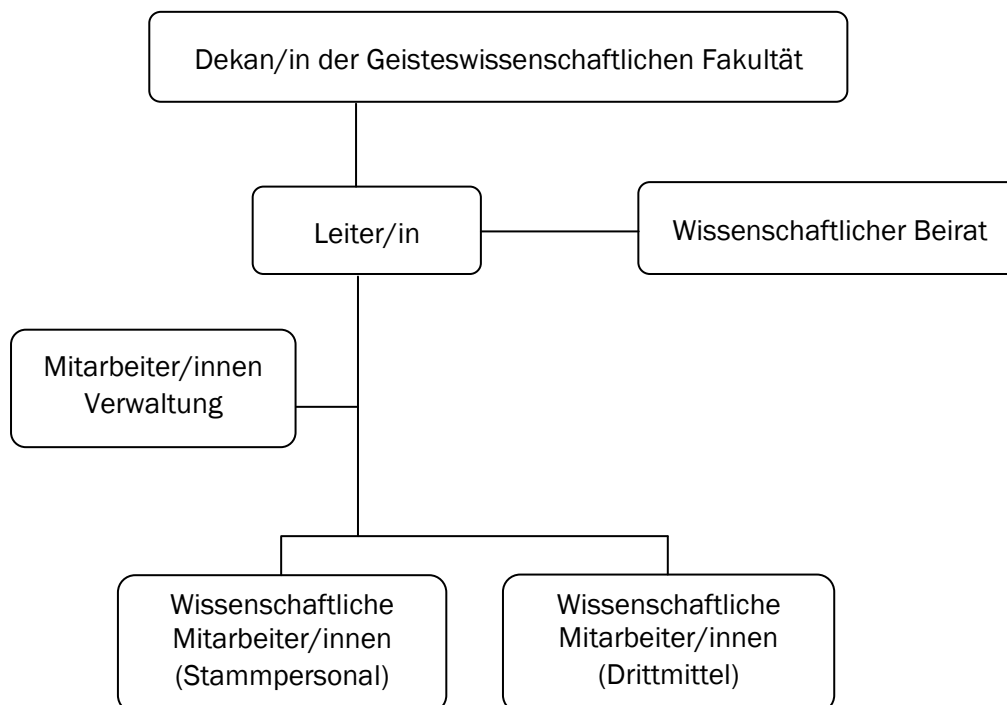 Dekan/in der Geisteswissenschaftlichen Fakultät
Leiter/in
Wissenschaftlicher Beirat
Mitarbeiter/innen
Verwaltung
Wissenschaftliche
Mitarbeiter/innen
(Stammpersonal)
Wissenschaftliche
Mitarbeiter/innen
(Drittmittel)